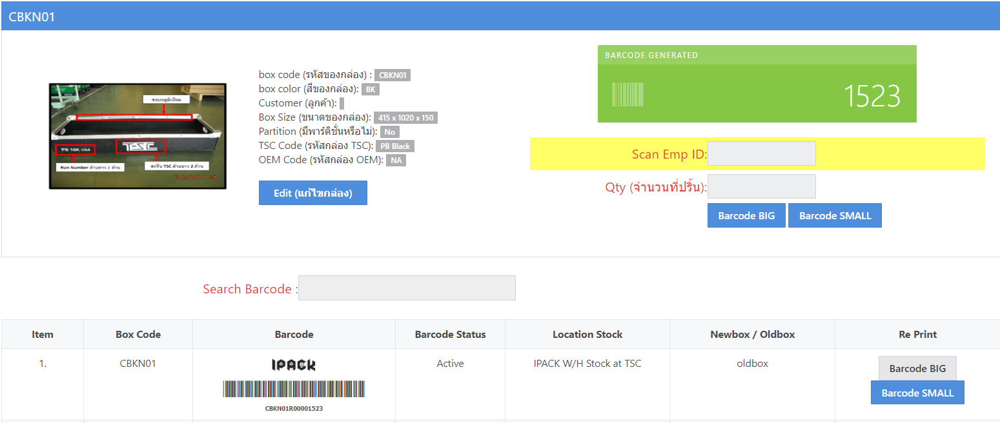 CBKN01
ขอบอลูมิเนียม
PB 10K 064
TESC
Run Number ด้านยาว 2 ด้าน
สกรีน TSC ด้านยาว 2 ด้าน
box code (รหัสของกล่อง) : CBKN01
box color (สีของกล่อง): BK
Customer (ลูกค้า):
Box Size (ขนาดของกล่อง): 415 x 1020 x 150
Partition (มีพาร์ติชั่นหรือไม่): No
TSC Code (รหัสกล่อง TSC): PB Black
OEM Code (รหัสกล่อง OEM): NA
Edit (แก้ไขกล่อง)
BARCODE GENERATED
1523
Scan Emp ID:
Qty (จำนวนที่ปริ้น):
Barcode BIG Barcode SMALL
Search Barcode :
Item Box Code Barcode Barcode Status Location Stock Newbox / Oldbox Re Print
1. CBKN01 IPACK Active IPACK W/H Stock at TSC oldbox Barcode BIG
Barcode SMALL
CBKN01R00001523